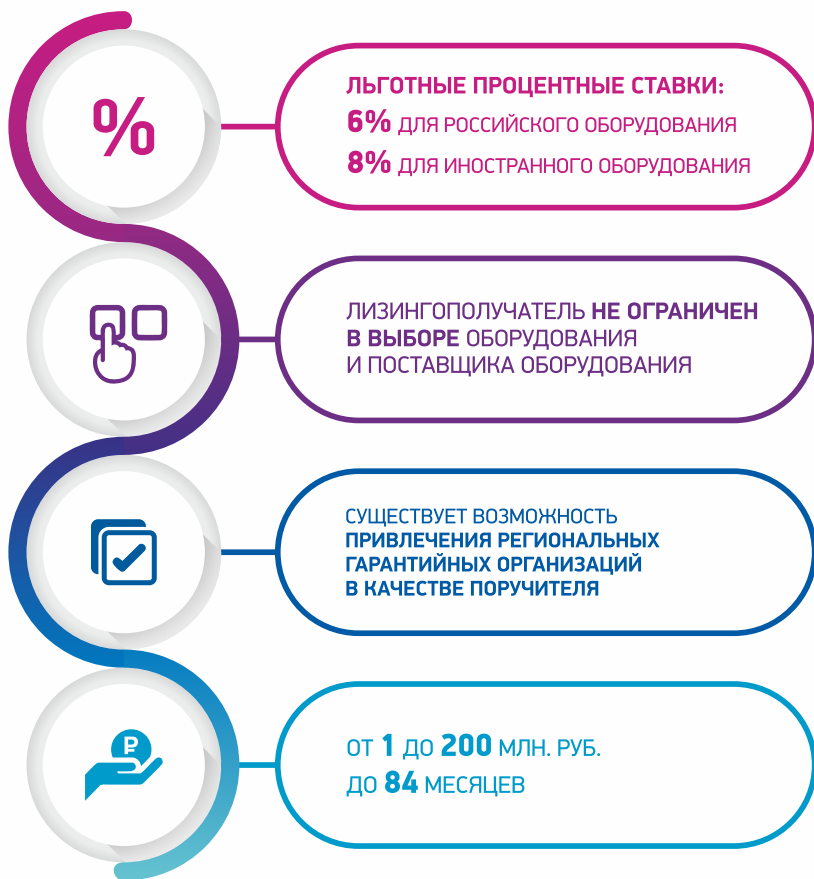 %
ЛЬГОТНЫЕ ПРОЦЕНТНЫЕ СТАВКИ:
6% ДЛЯ РОССИЙСКОГО ОБОРУДОВАНИЯ
8% ДЛЯ ИНОСТРАННОГО ОБОРУДОВАНИЯ
ЛИЗИНГОПОЛУЧАТЕЛЬ НЕ ОГРАНИЧЕН
В ВЫБОРЕ ОБОРУДОВАНИЯ
И ПОСТАВЩИКА ОБОРУДОВАНИЯ
СУЩЕСТВУЕТ ВОЗМОЖНОСТЬ
ПРИВЛЕЧЕНИЯ РЕГИОНАЛЬНЫХ
ГАРАНТИЙНЫХ ОРГАНИЗАЦИЙ
В КАЧЕСТВЕ ПОРУЧИТЕЛЯ
₽
ОТ 1 ДО 200 МЛН. РУБ.
ДО 84 МЕСЯЦЕВ